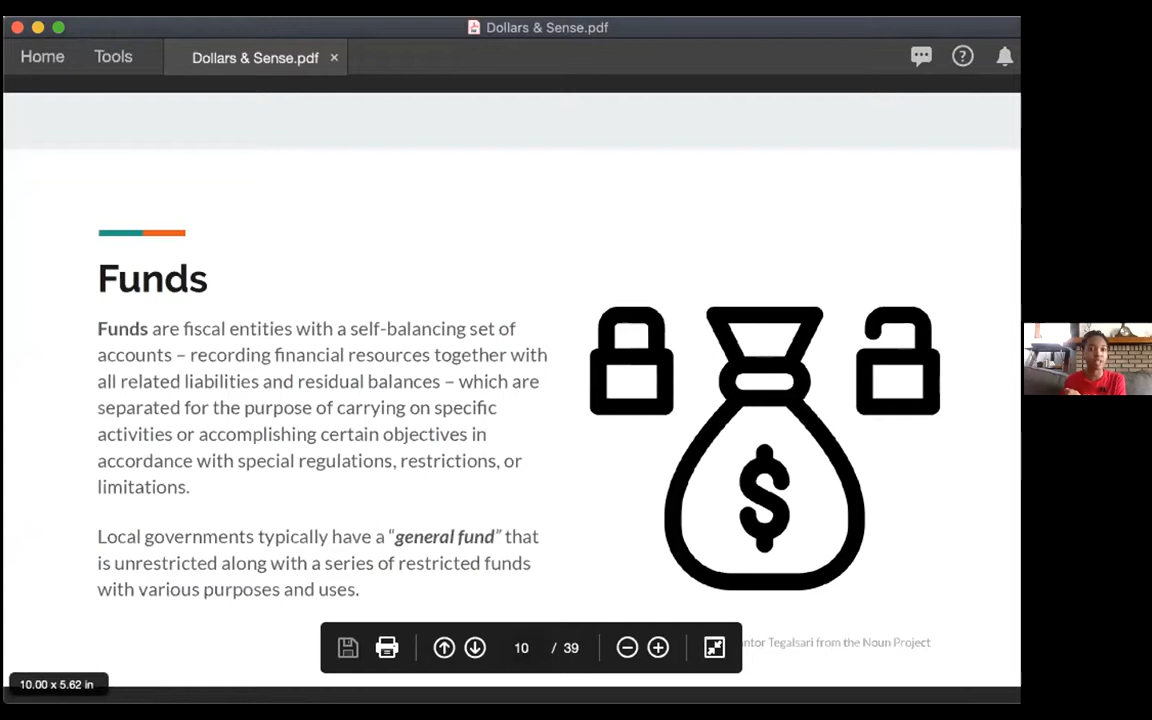 Dollars & Sense.pdf
Home Tools Dollars & Sense.pdf ×
Funds
Funds are fiscal entities with a self-balancing set of
accounts – recording financial resources together with
all related liabilities and residual balances – which are
separated for the purpose of carrying on specific
activities or accomplishing certain objectives in
accordance with special regulations, restrictions, or
limitations.
Local governments typically have a “general fund” that
is unrestricted along with a series of restricted funds
with various purposes and uses.
$
10 / 39
Tegalsari from the Noun Project
10.00 x 5.62 in